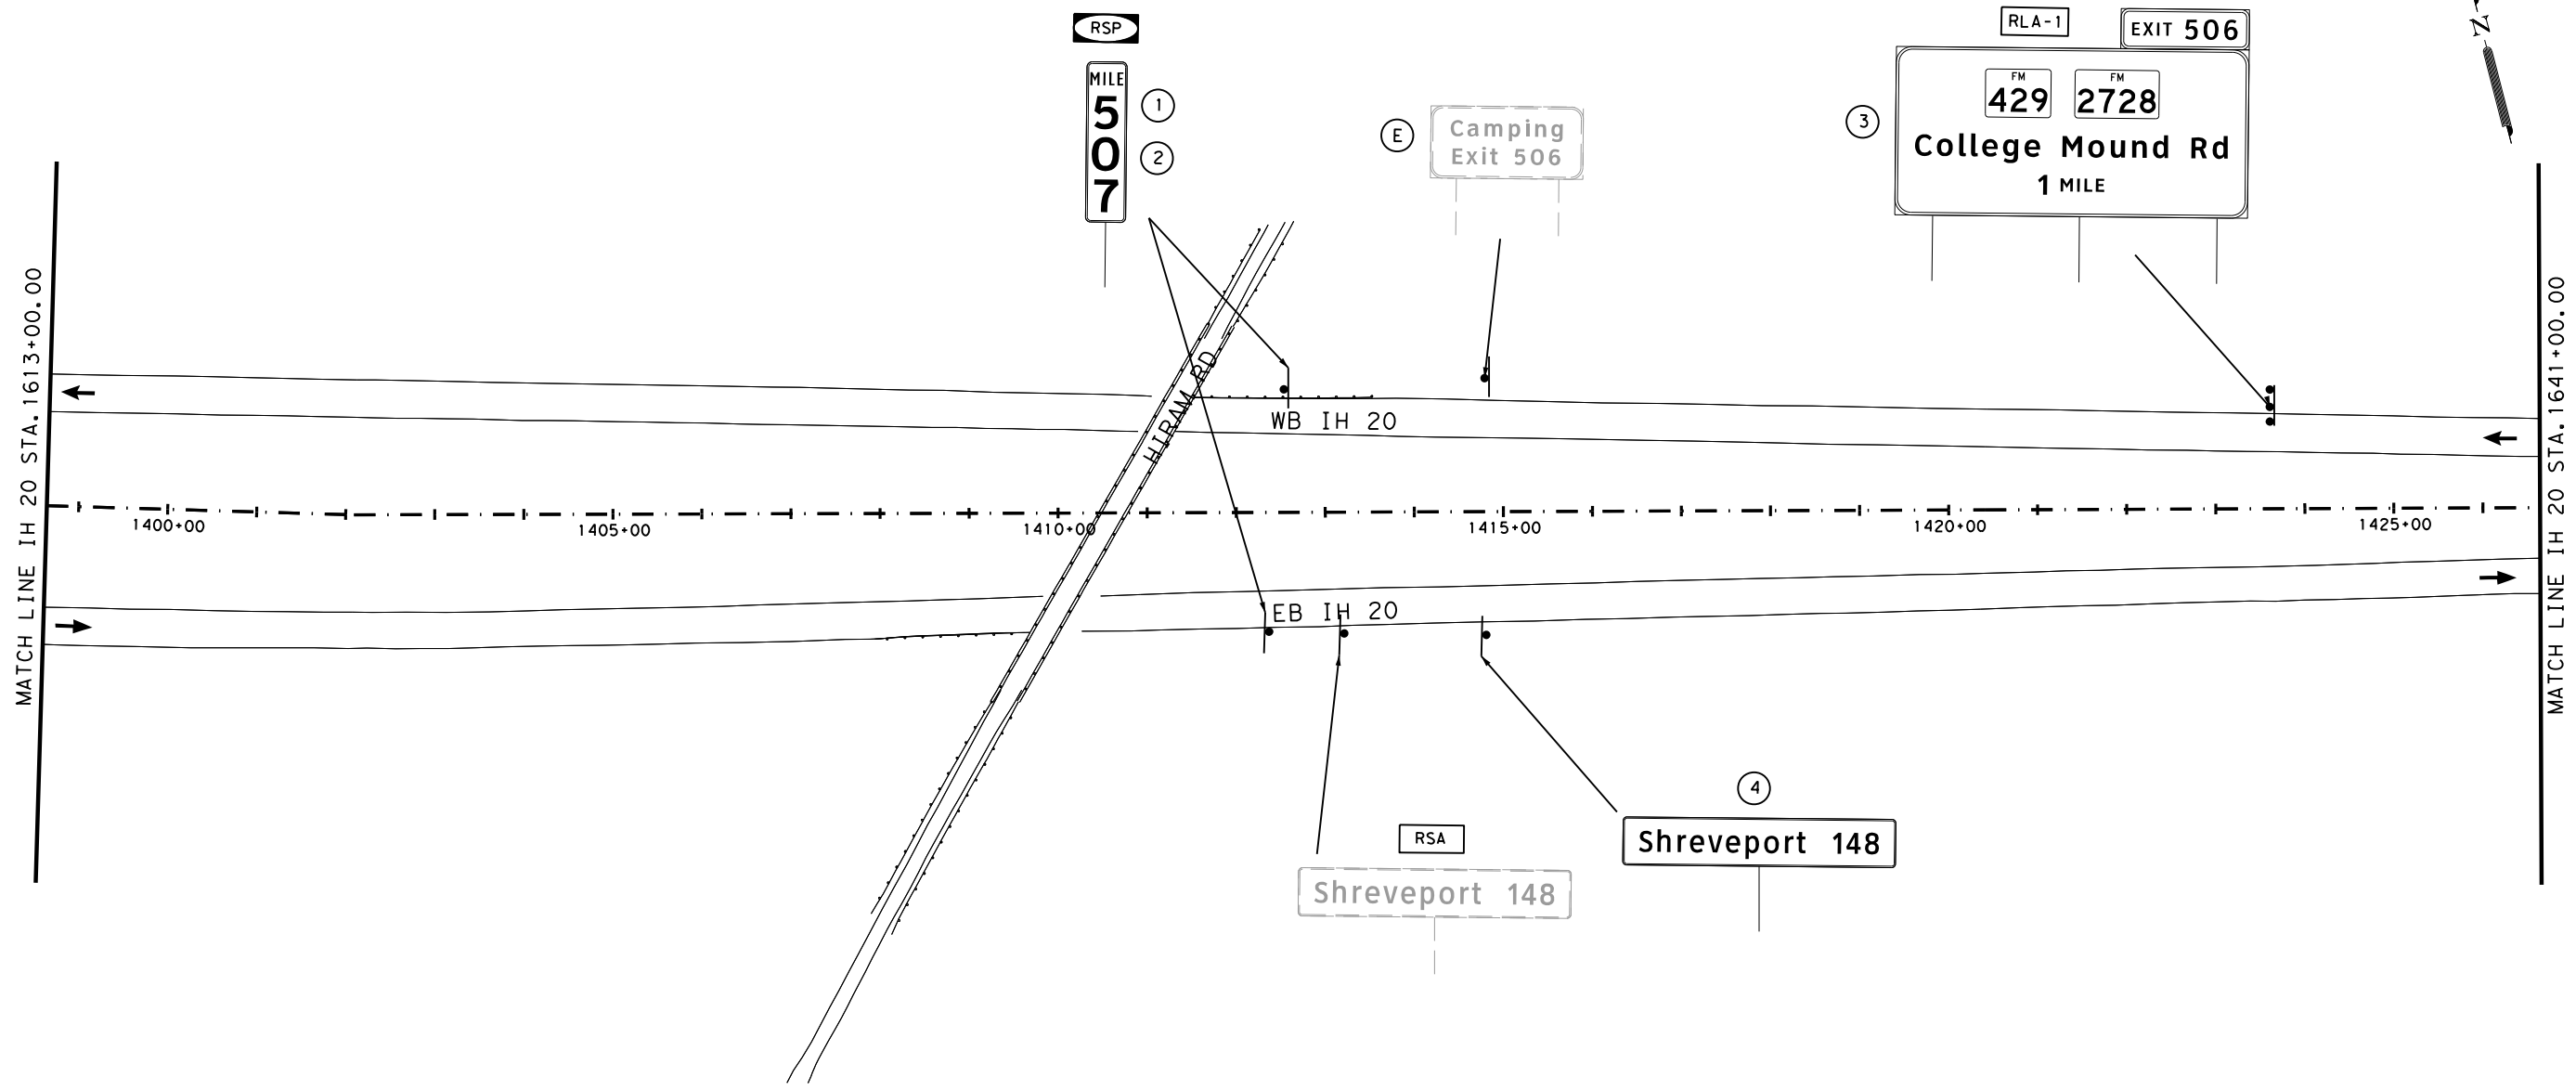 RSP
MILE
5
0
7
1
2
E
Camping
Exit 506
RLA-1
EXIT 506
3
FM
429
FM
2728
College Mound Rd
1 MILE
N
MATCH LINE IH 20 STA. 1613+00.00
HIRAM RD
WB IH 20
1400+00
1405+00
1410+00
1415+00
1420+00
1425+00
EB IH 20
MATCH LINE IH 20 STA. 1641+00.00
4
Shreveport 148
RSA
Shreveport 148